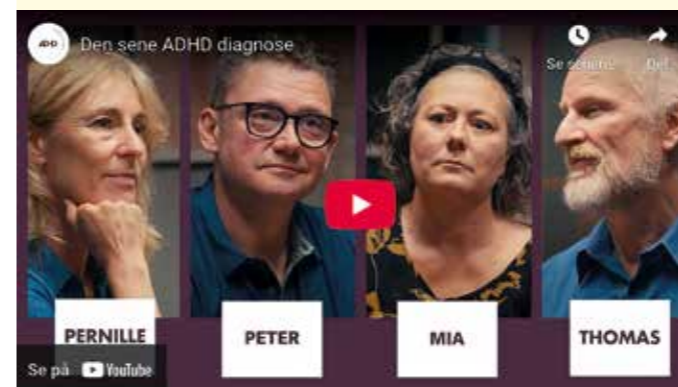 ADHD
Den sene ADHD diagnose
Se senere
Del
PERNILLE
PETER
MIA
THOMAS
Se på YouTube